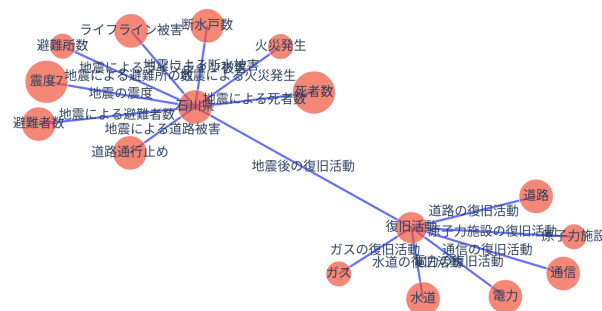 ライフライン被害
断水戸数
避難所数
火災発生
地震による断水被害
地震による避難所の数
地震による火災発生
震度7
地震の震度
死者数
地震による死者数
石川県
地震による避難者数
避難者数
地震による道路被害
道路通行止め
地震後の復旧活動
道路
道路の復旧活動
復旧活動
原子力施設の復旧活動
原子力施設
ガスの復旧活動
通信の復旧活動
水道の復旧活動
電力の復旧活動
ガス
通信
水道
電力